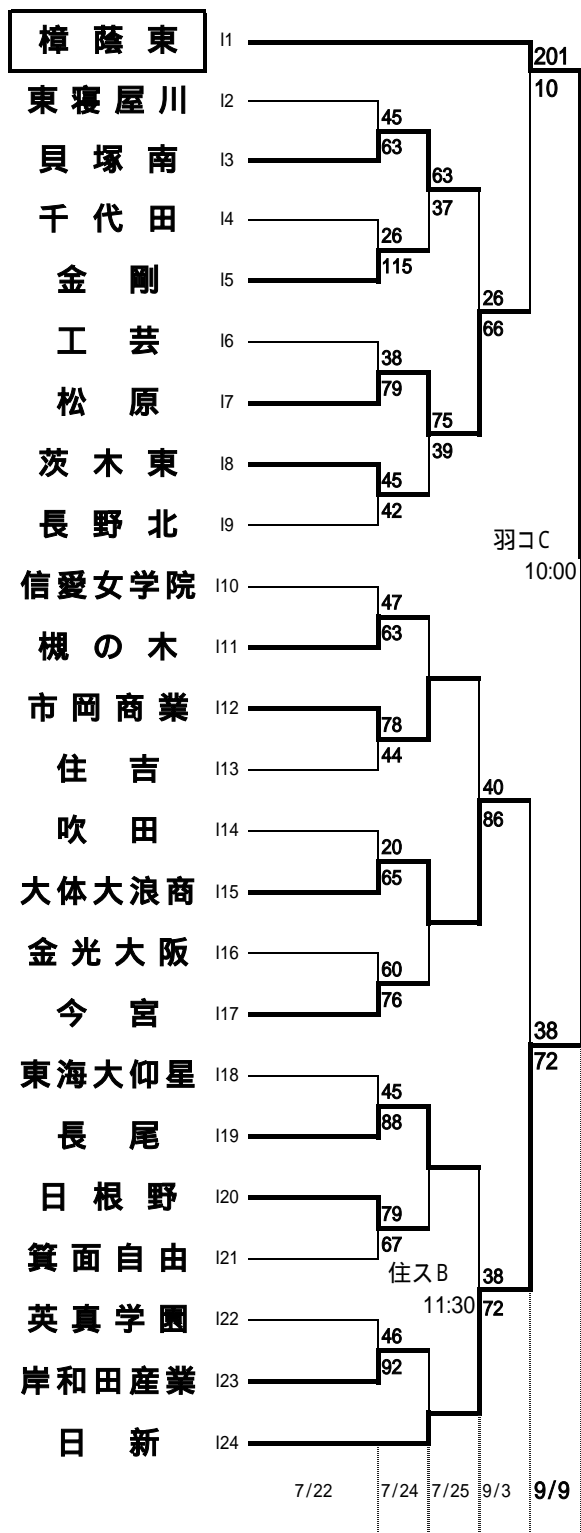 樟蔭東 I1
201
10
東寝屋川 I2
45
貝塚南 I3
63
63
37
千代田 I4
26
金剛 I5
115
26
66
工芸 I6
38
松原 I7
79
75
39
茨木東 I8
45
長野北 I9
42
羽コC
10:00
信愛女学院 I10
47
槻の木 I11
63
市岡商業 I12
78
住吉 I13
44
40
86
吹田 I14
20
大体大浪商 I15
65
金光大阪 I16
60
今宮 I17
76
38
72
東海大仰星 I18
45
長尾 I19
88
日根野 I20
79
箕面自由 I21
67
住スB
11:30
38
72
英真学園 I22
46
岸和田産業 I23
92
日新 I24
7/22 7/24 7/25 9/3 9/9